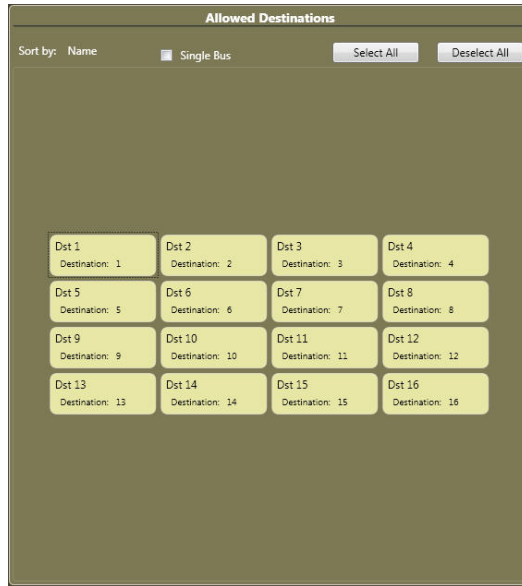 Allowed Destinations
Sort by: Name Single Bus Select All Deselect All
Dst 1 Dst 2 Dst 3 Dst 4
Destination: 1 Destination: 2 Destination: 3 Destination: 4
Dst 5 Dst 6 Dst 7 Dst 8
Destination: 5 Destination: 6 Destination: 7 Destination: 8
Dst 9 Dst 10 Dst 11 Dst 12
Destination: 9 Destination: 10 Destination: 11 Destination: 12
Dst 13 Dst 14 Dst 15 Dst 16
Destination: 13 Destination: 14 Destination: 15 Destination: 16